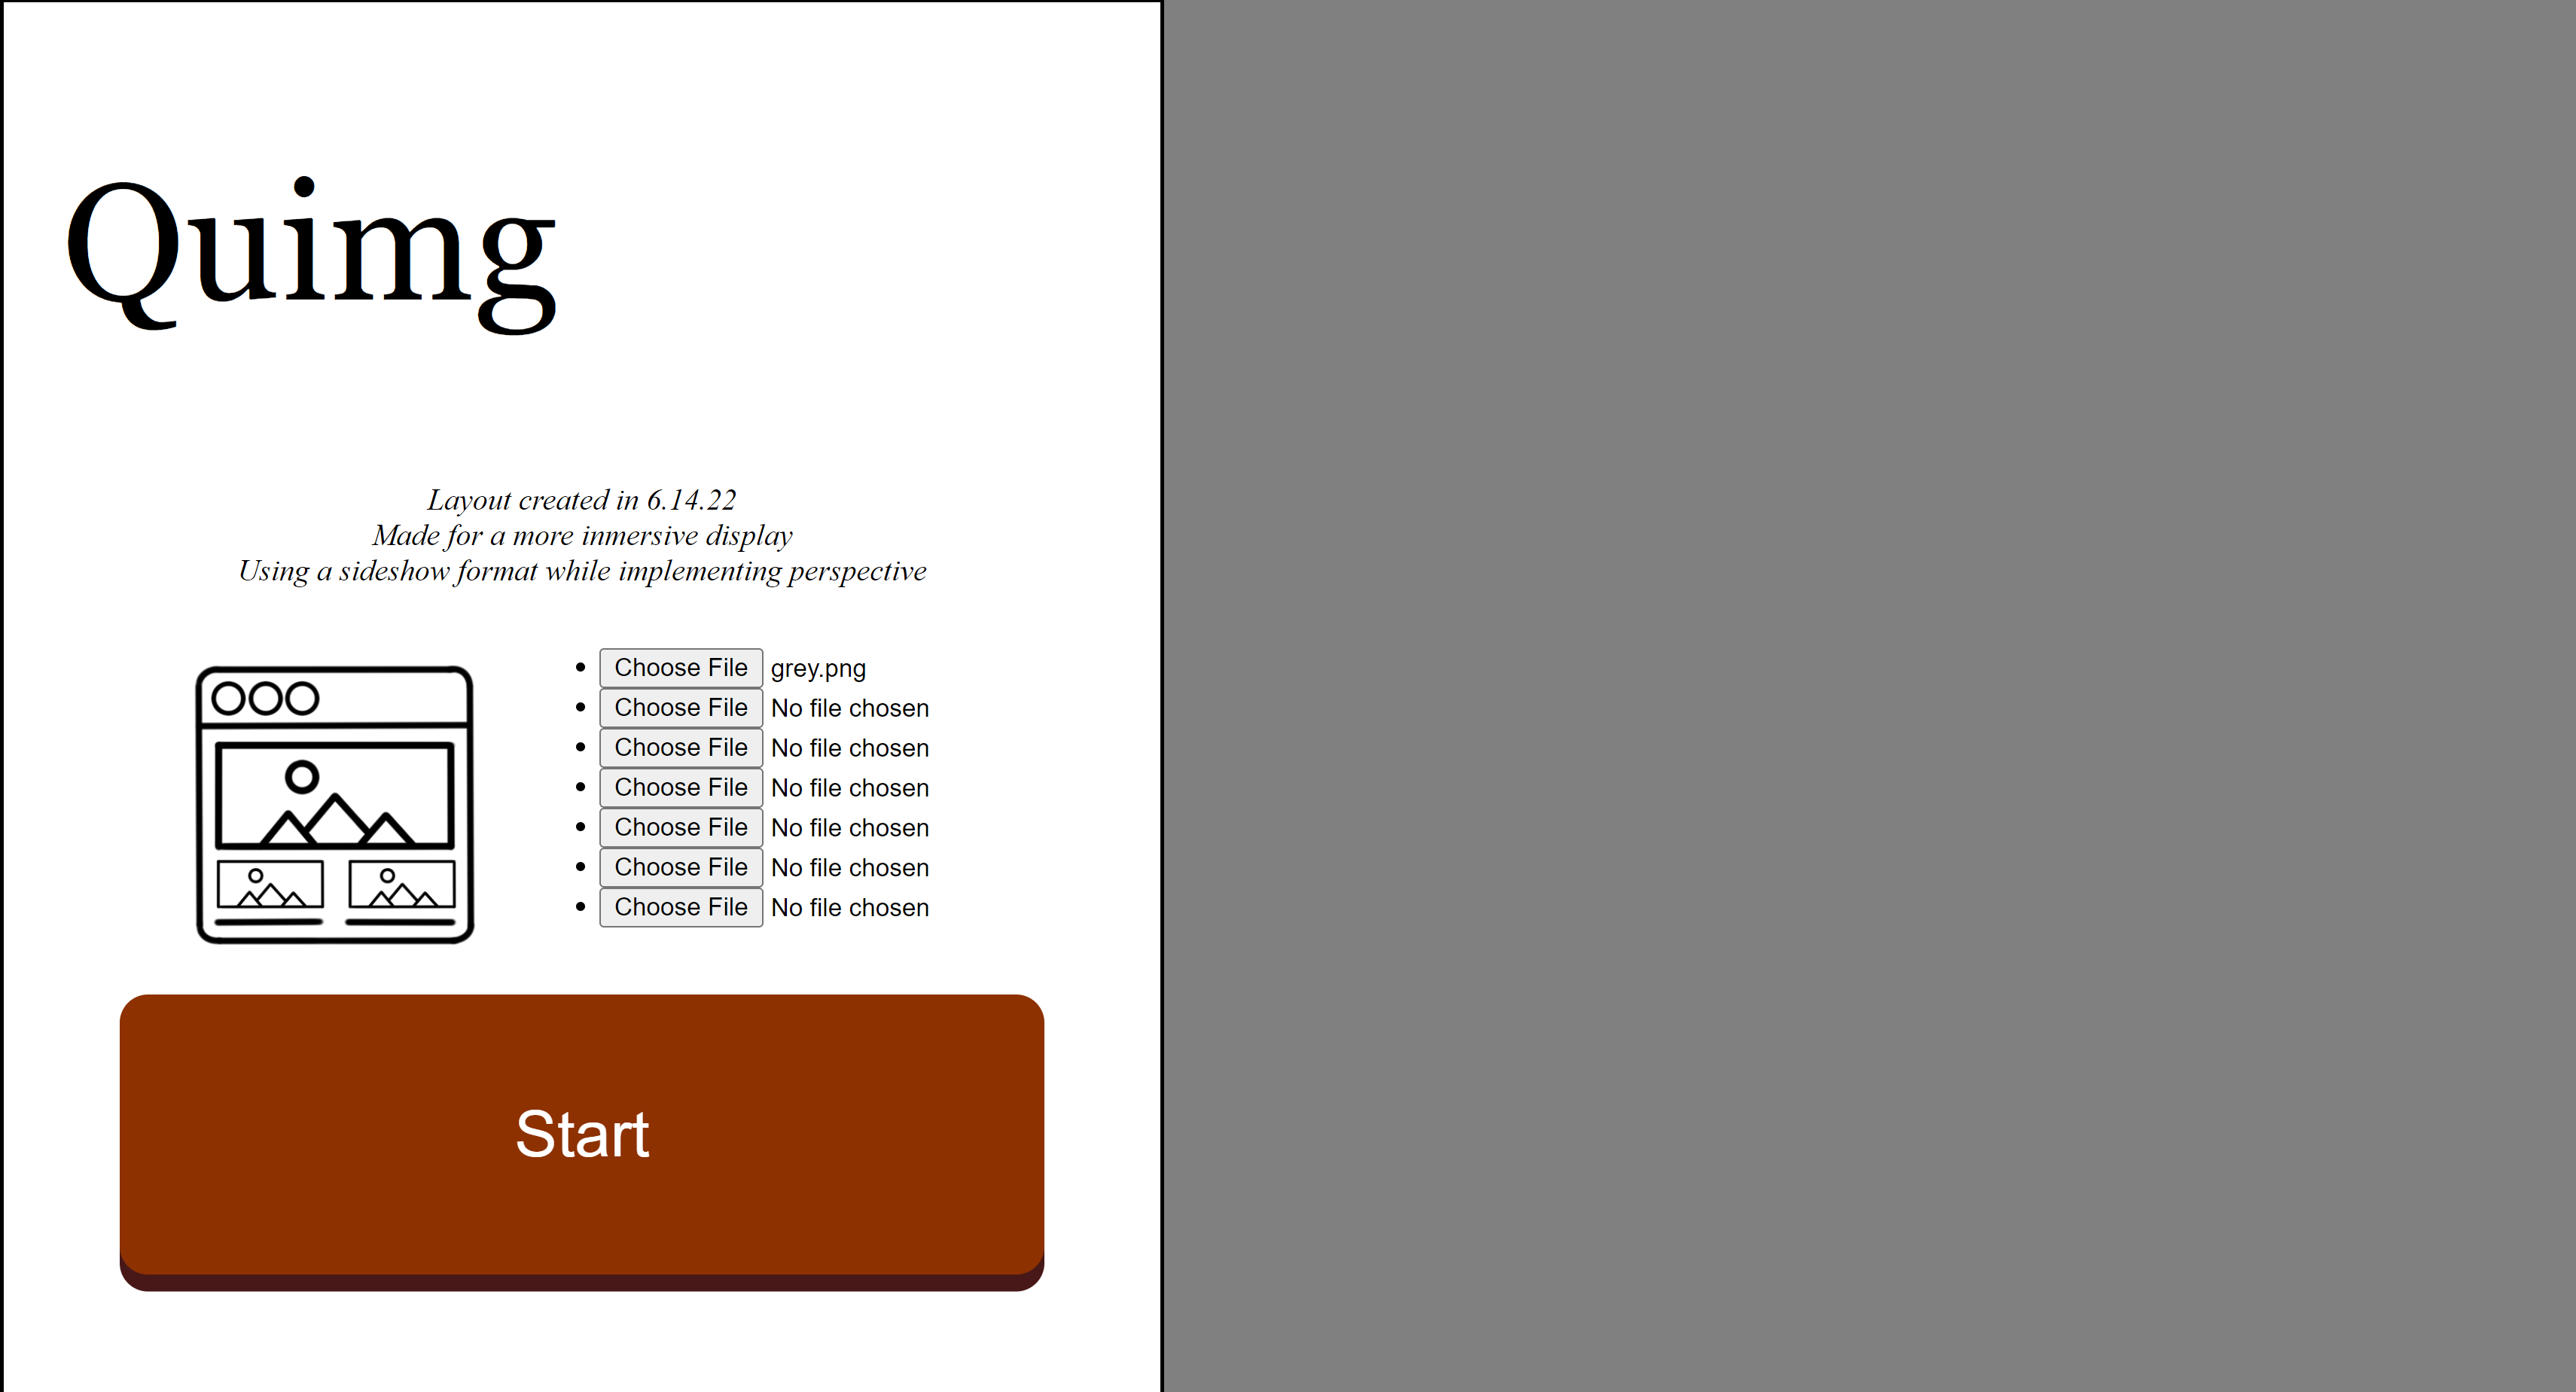 Quimg
Layout created in 6.14.22
Made for a more inmersive display
Using a sideshow format while implementing perspective
Choose File grey.png
Choose File No file chosen
Choose File No file chosen
Choose File No file chosen
Choose File No file chosen
Choose File No file chosen
Choose File No file chosen
Start